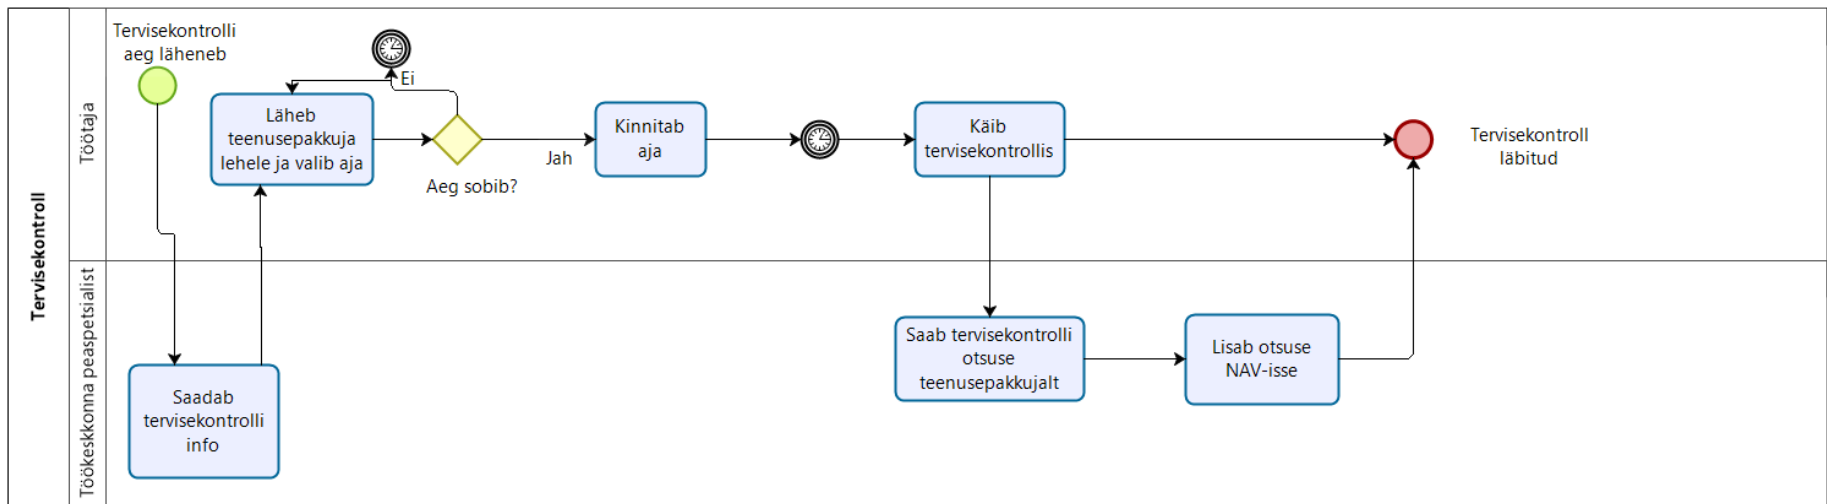 Tervisekontroll
Töötaja
Töökeskkonna peaspetsialist
Tervisekontrolli
aeg läheneb
Läheb
teenusepakkuja
lehele ja valib aja
Ei
Aeg sobib?
Jah
Kinnitab
aja
Käib
tervisekontrollis
Tervisekontroll
läbitud
Saadab
tervisekontrolli
info
Saab tervisekontrolli
otsuse
teenusepakkujalt
Lisab otsuse
NAV-isse